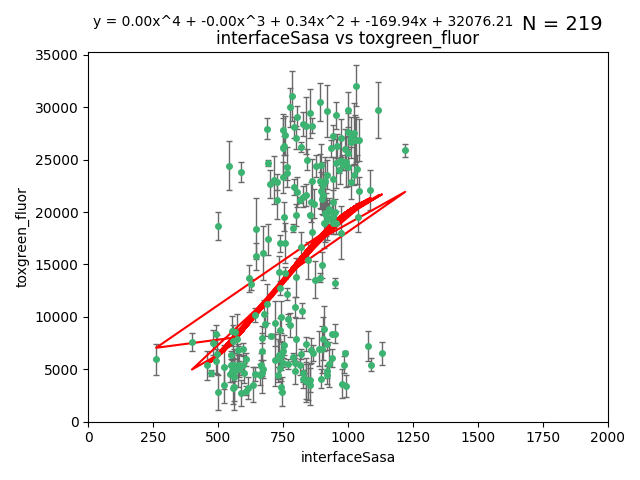 y = 0.00x^4 + -0.00x^3 + 0.34x^2 + -169.94x + 32076.21 N = 219
interfaceSasa vs toxgreen_fluor
35000
30000
25000
20000
15000
10000
5000
0
toxgreen_fluor
0 250 500 750 1000 1250 1500 1750 2000
interfaceSasa